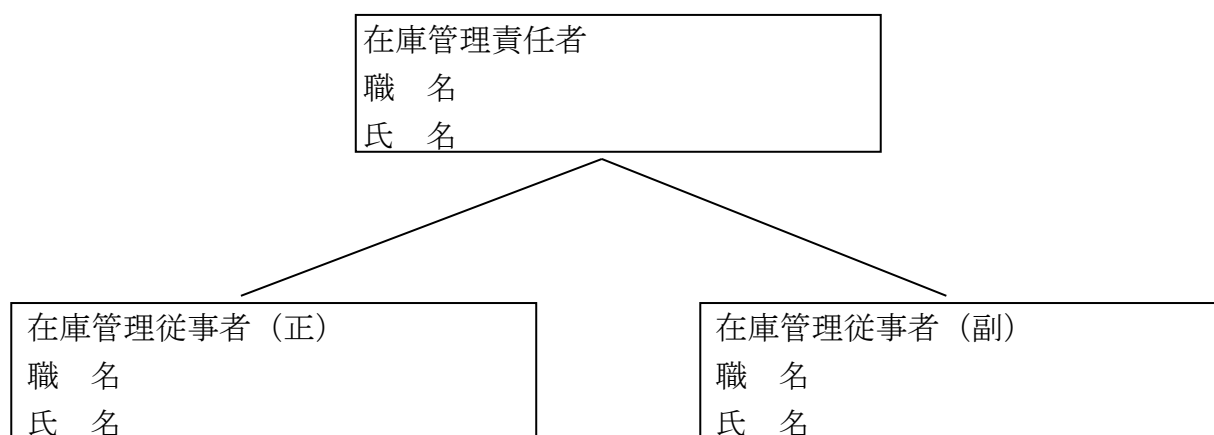 在庫管理責任者
職　名
氏　名
在庫管理従事者（正）
職　名
氏　名
在庫管理従事者（副）
職　名
氏　名